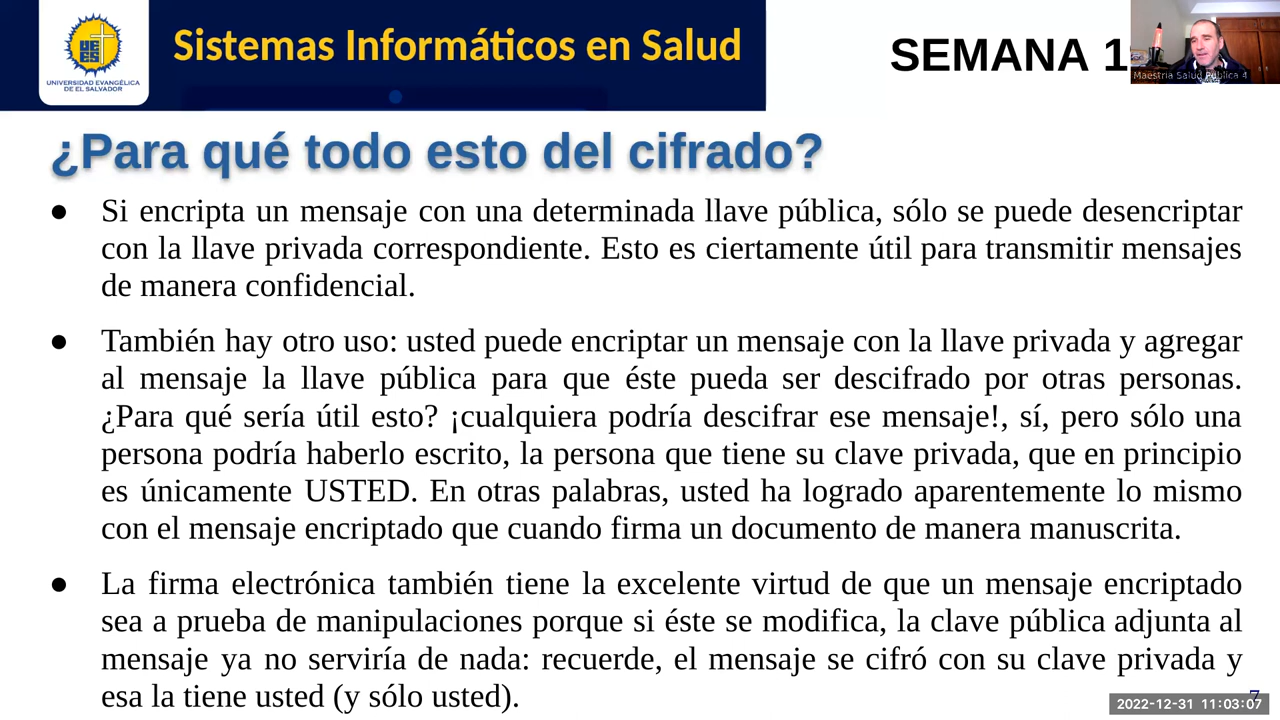 UNIVERSIDAD EVANGÉLICA
DE EL SALVADOR
Sistemas Informáticos en Salud
SEMANA 1
Maestría Salud Pública 4
¿Para qué todo esto del cifrado?
● Si encripta un mensaje con una determinada llave pública, sólo se puede desencriptar
con la llave privada correspondiente. Esto es ciertamente útil para transmitir mensajes
de manera confidencial.
● También hay otro uso: usted puede encriptar un mensaje con la llave privada y agregar
al mensaje la llave pública para que éste pueda ser descifrado por otras personas.
¿Para qué sería útil esto? ¡cualquiera podría descifrar ese mensaje!, sí, pero sólo una
persona podría haberlo escrito, la persona que tiene su clave privada, que en principio
es únicamente USTED. En otras palabras, usted ha logrado aparentemente lo mismo
con el mensaje encriptado que cuando firma un documento de manera manuscrita.
● La firma electrónica también tiene la excelente virtud de que un mensaje encriptado
sea a prueba de manipulaciones porque si éste se modifica, la clave pública adjunta al
mensaje ya no serviría de nada: recuerde, el mensaje se cifró con su clave privada y
esa la tiene usted (y sólo usted).
7
2022-12-31 11:03:07